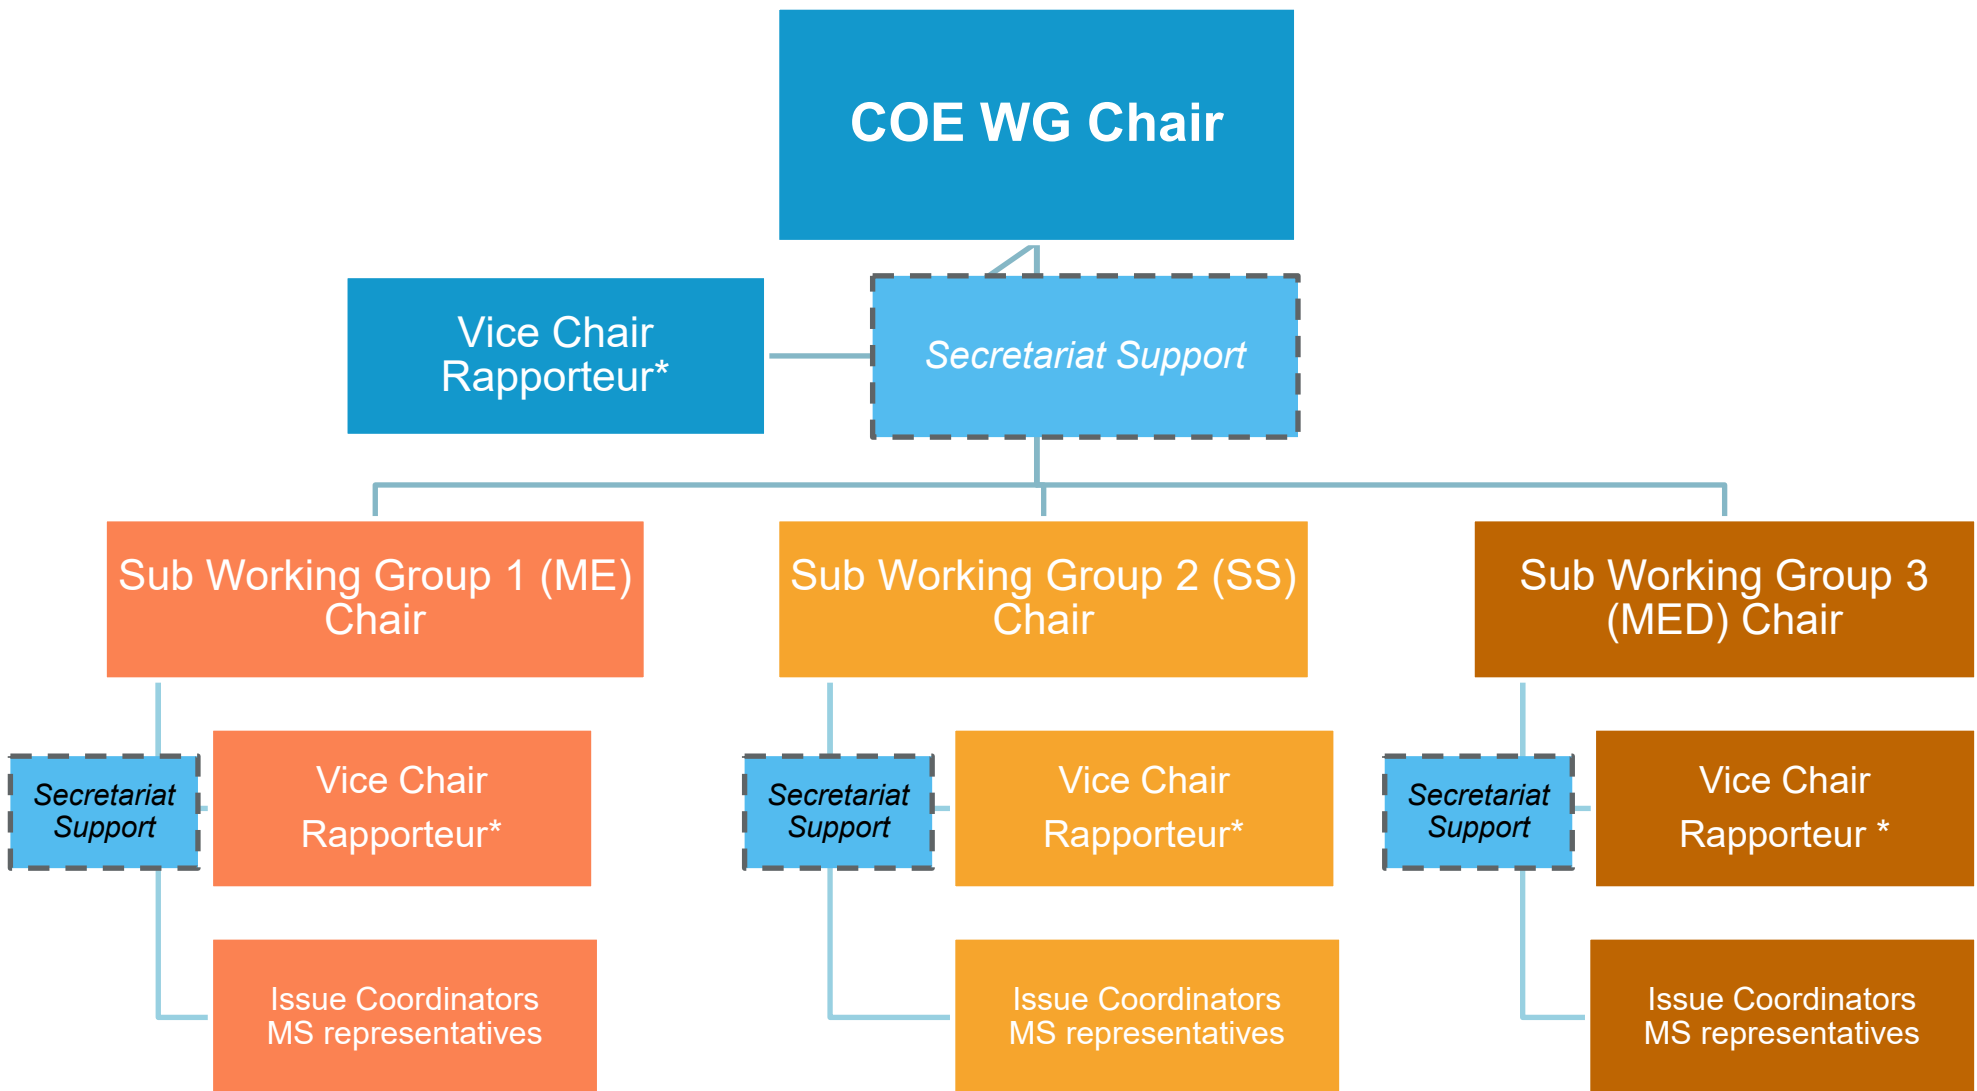 COE WG Chair
Vice Chair
Rapporteur*
Secretariat Support
Sub Working Group 1 (ME)
Chair
Sub Working Group 2 (SS)
Chair
Sub Working Group 3
(MED) Chair
Secretariat
Support
Vice Chair
Rapporteur*
Secretariat
Support
Vice Chair
Rapporteur*
Secretariat
Support
Vice Chair
Rapporteur *
Issue Coordinators
MS representatives
Issue Coordinators
MS representatives
Issue Coordinators
MS representatives